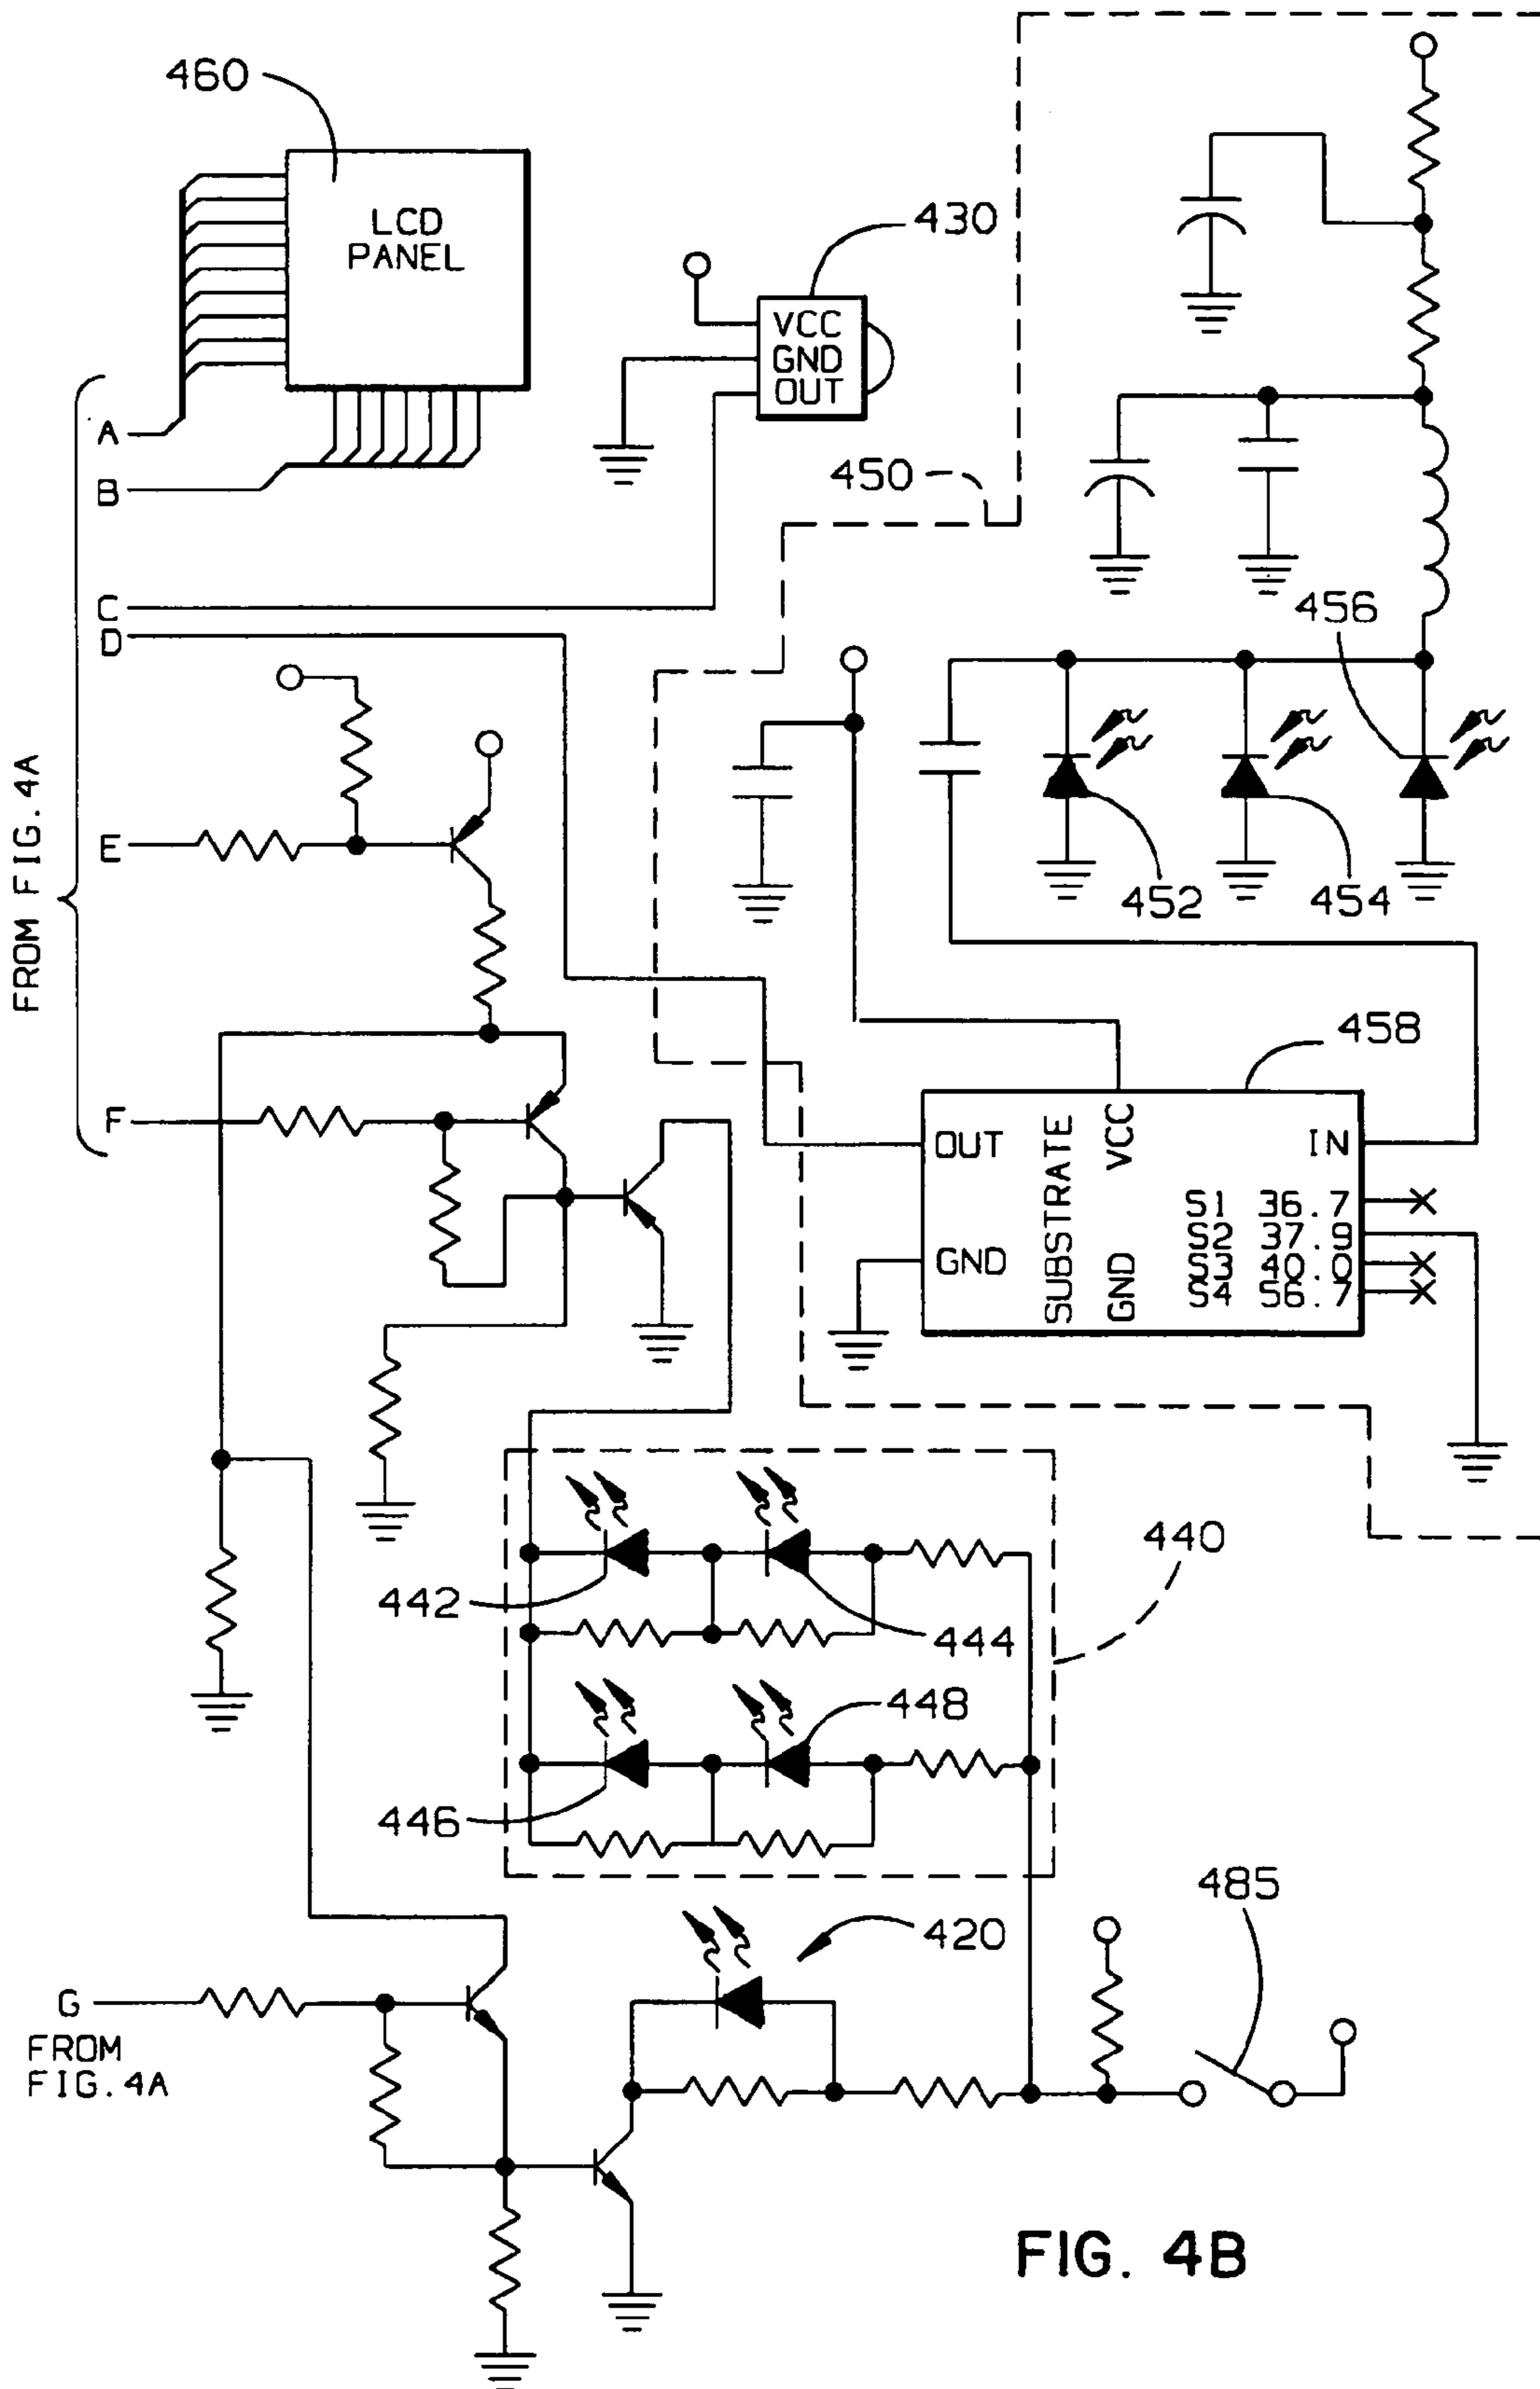 460
LCD
PANEL
430
VCC
GND
OUT
A
B
450
C
D
456
FROM FIG. 4A
E
452
454
458
F
OUT
SUBSTRATE
VCC
IN
S1 36.7
S2 37.9
S3 40.0
S4 56.7
GND
GND
440
442
444
448
446
485
420
G
FROM
FIG. 4A
FIG. 4B